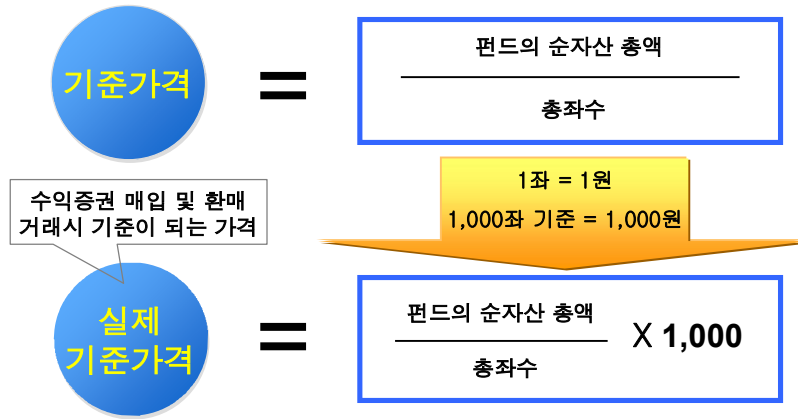 기준가격
=
펀드의 순자산 총액
총좌수
1좌 = 1원
1,000좌 기준 = 1,000원
수익증권 매입 및 환매
거래시 기준이 되는 가격
실제
기준가격
=
펀드의 순자산 총액
총좌수
X 1,000